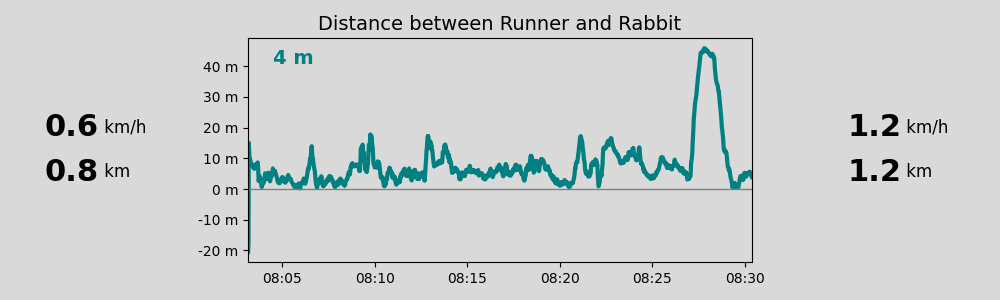 Distance between Runner and Rabbit
4 m
40 m
30 m
20 m
10 m
0 m
-10 m
-20 m
08:05 08:10 08:15 08:20 08:25 08:30
0.6 km/h
0.8 km
1.2 km/h
1.2 km